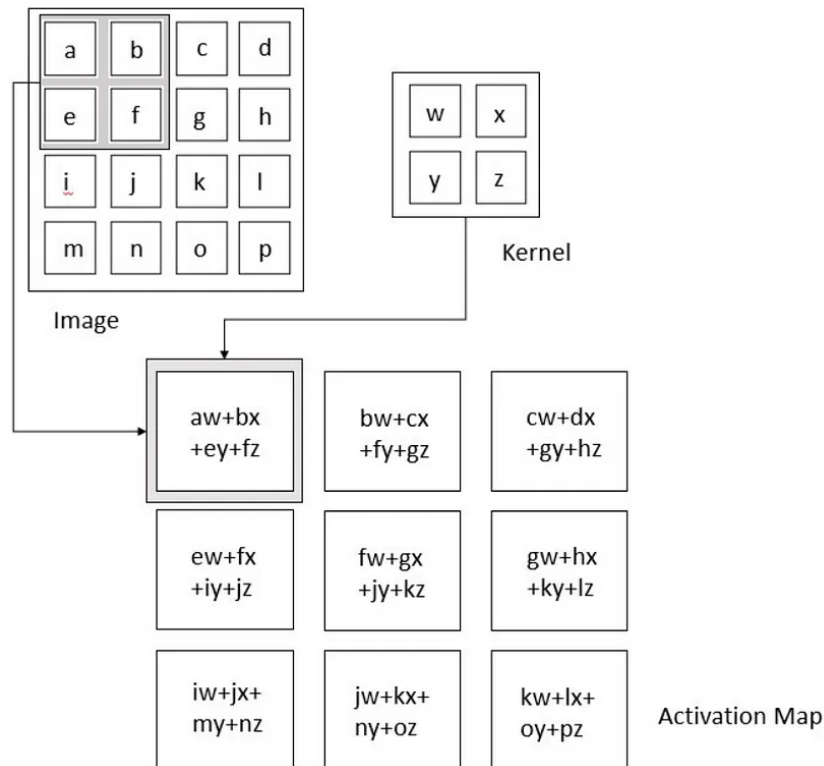 a b c d
e f g h
i j k l
m n o p
Image
w x
y z
Kernel
aw+bx
+ey+fz
bw+cx
+fy+gz
cw+dx
+gy+hz
ew+fx
+iy+jz
fw+gx
+jy+kz
gw+hx
+ky+lz
iw+jx+
my+nz
jw+kx+
ny+oz
kw+lx+
oy+pz
Activation Map